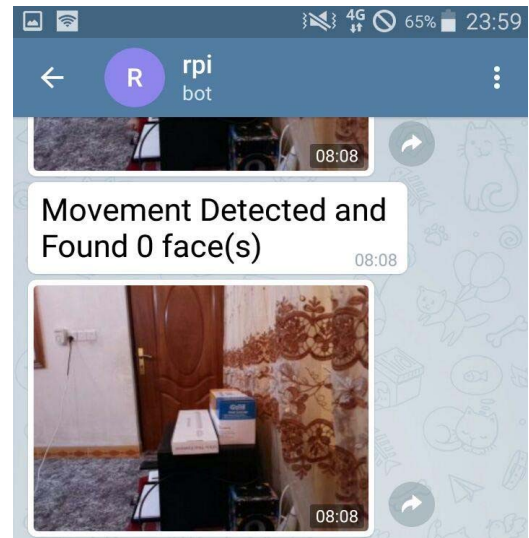 4G 65% 23:59
R rpi
bot
08:08
Movement Detected and
Found 0 face(s) 08:08
08:08